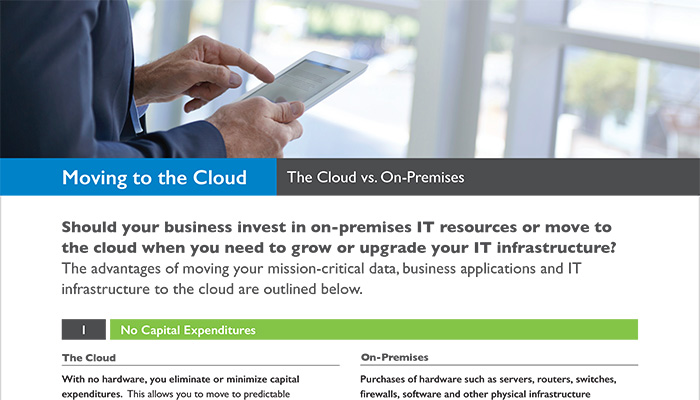 Moving to the Cloud
The Cloud vs. On-Premises
Should your business invest in on-premises IT resources or move to
the cloud when you need to grow or upgrade your IT infrastructure?
The advantages of moving your mission-critical data, business applications and IT
infrastructure to the cloud are outlined below.
1 No Capital Expenditures
The Cloud
With no hardware, you eliminate or minimize capital
expenditures. This allows you to move to predictable
On-Premises
Purchases of hardware such as servers, routers, switches,
firewalls, software and other physical infrastructure